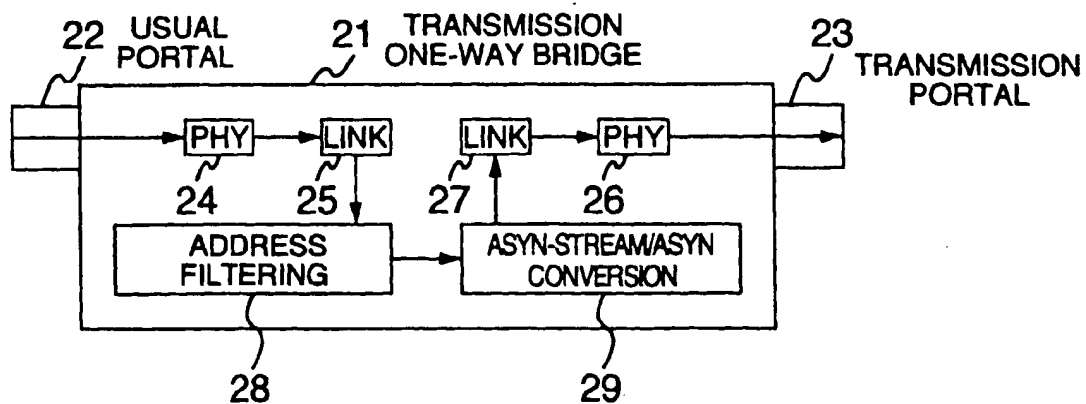 22 USUAL
PORTAL
21 TRANSMISSION
ONE-WAY BRIDGE
23
TRANSMISSION
PORTAL
PHY
LINK
LINK
PHY
24
25
27
26
ADDRESS
FILTERING
ASYN-STREAM/ASYN
CONVERSION
28
29